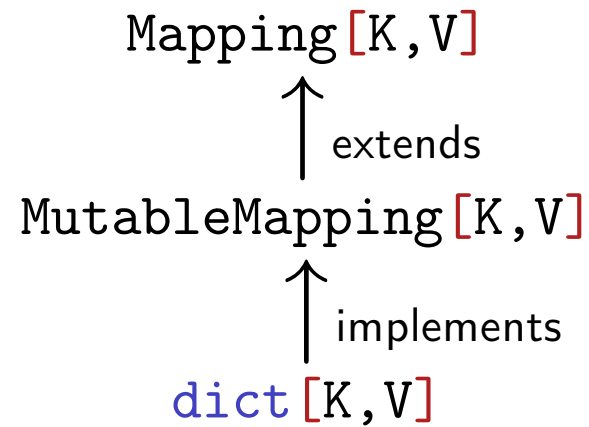 Mapping[K,V]
extends
MutableMapping[K,V]
implements
dict[K,V]